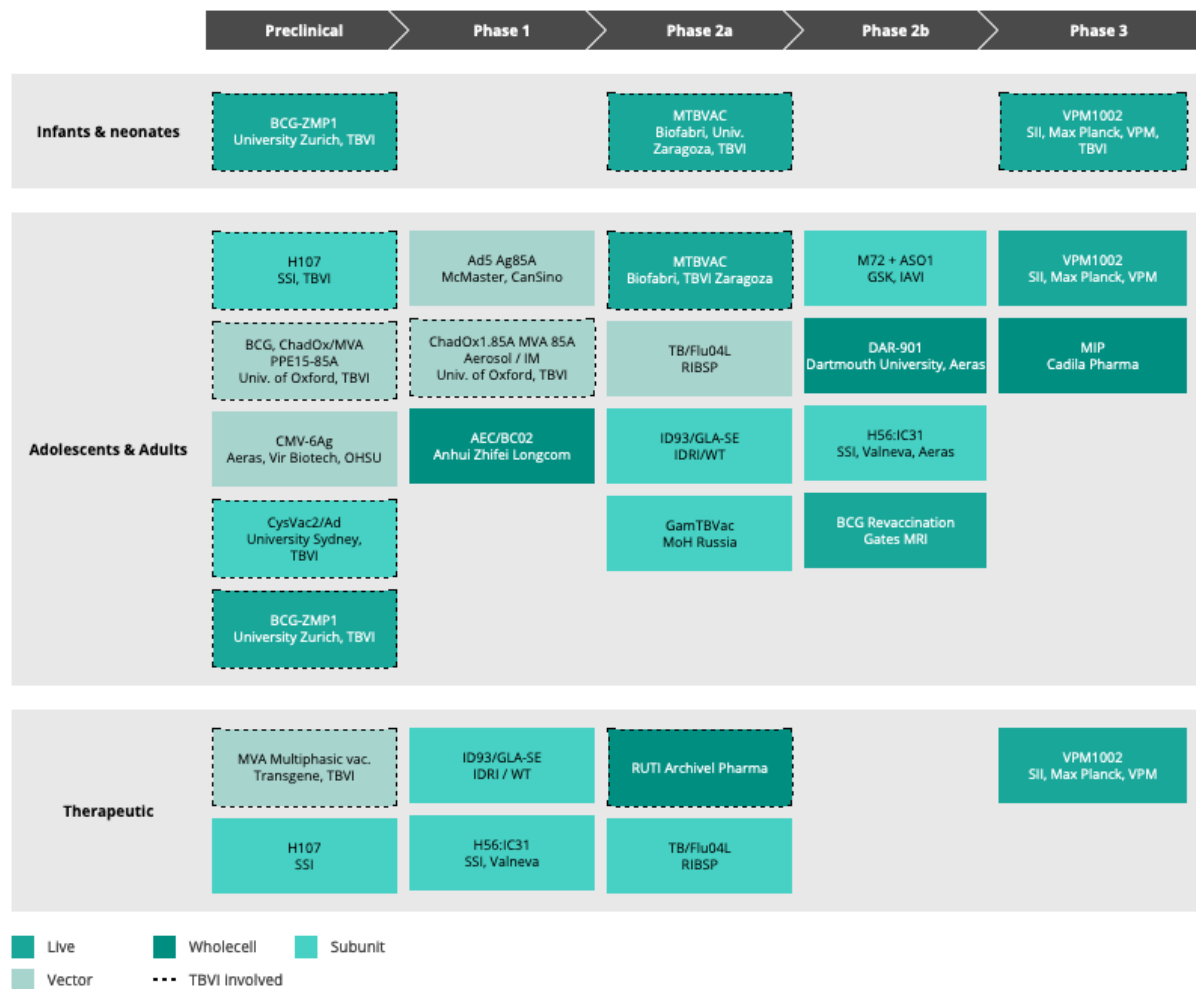 Preclinical
Phase 1
Phase 2a
Phase 2b
Phase 3
Infants & neonates
BCG-ZMP1
University Zurich, TBVI
MTBVAC
Biofabri, Univ.
Zaragoza, TBVI
VPM1002
SII, Max Planck, VPM,
TBVI
Adolescents & Adults
H107
SSI, TBVI
Ad5 Ag85A
McMaster, CanSino
MTBVAC
Biofabri, TBVI Zaragoza
M72 + ASO1
GSK, IAVI
VPM1002
SII, Max Planck, VPM
BCG, ChadOx/MVA
PPE15-85A
Univ. of Oxford, TBVI
ChadOx1.85A MVA 85A
Aerosol / IM
Univ. of Oxford, TBVI
TB/Flu04L
RIBSP
DAR-901
Dartmouth University, Aeras
MIP
Cadila Pharma
CMV-6Ag
Aeras, Vir Biotech, OHSU
AEC/BC02
Anhui Zhifei Longcom
ID93/GLA-SE
IDRI/WT
H56:IC31
SSI, Valneva, Aeras
CysVac2/Ad
University Sydney,
TBVI
GamTBVac
MoH Russia
BCG Revaccination
Gates MRI
BCG-ZMP1
University Zurich, TBVI
Therapeutic
MVA Multiphasic vac.
Transgene, TBVI
ID93/GLA-SE
IDRI / WT
RUTI Archivel Pharma
VPM1002
SII, Max Planck, VPM
H107
SSI
H56:IC31
SSI, Valneva
TB/Flu04L
RIBSP
Live
Wholecell
Subunit
Vector
TBVI involved